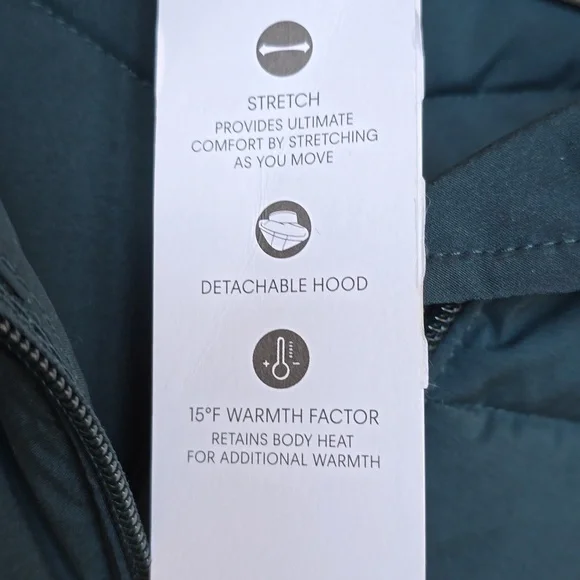 STRETCH
PROVIDES ULTIMATE
COMFORT BY STRETCHING
AS YOU MOVE
DETACHABLE HOOD
15°F WARMTH FACTOR
RETAINS BODY HEAT
FOR ADDITIONAL WARMTH